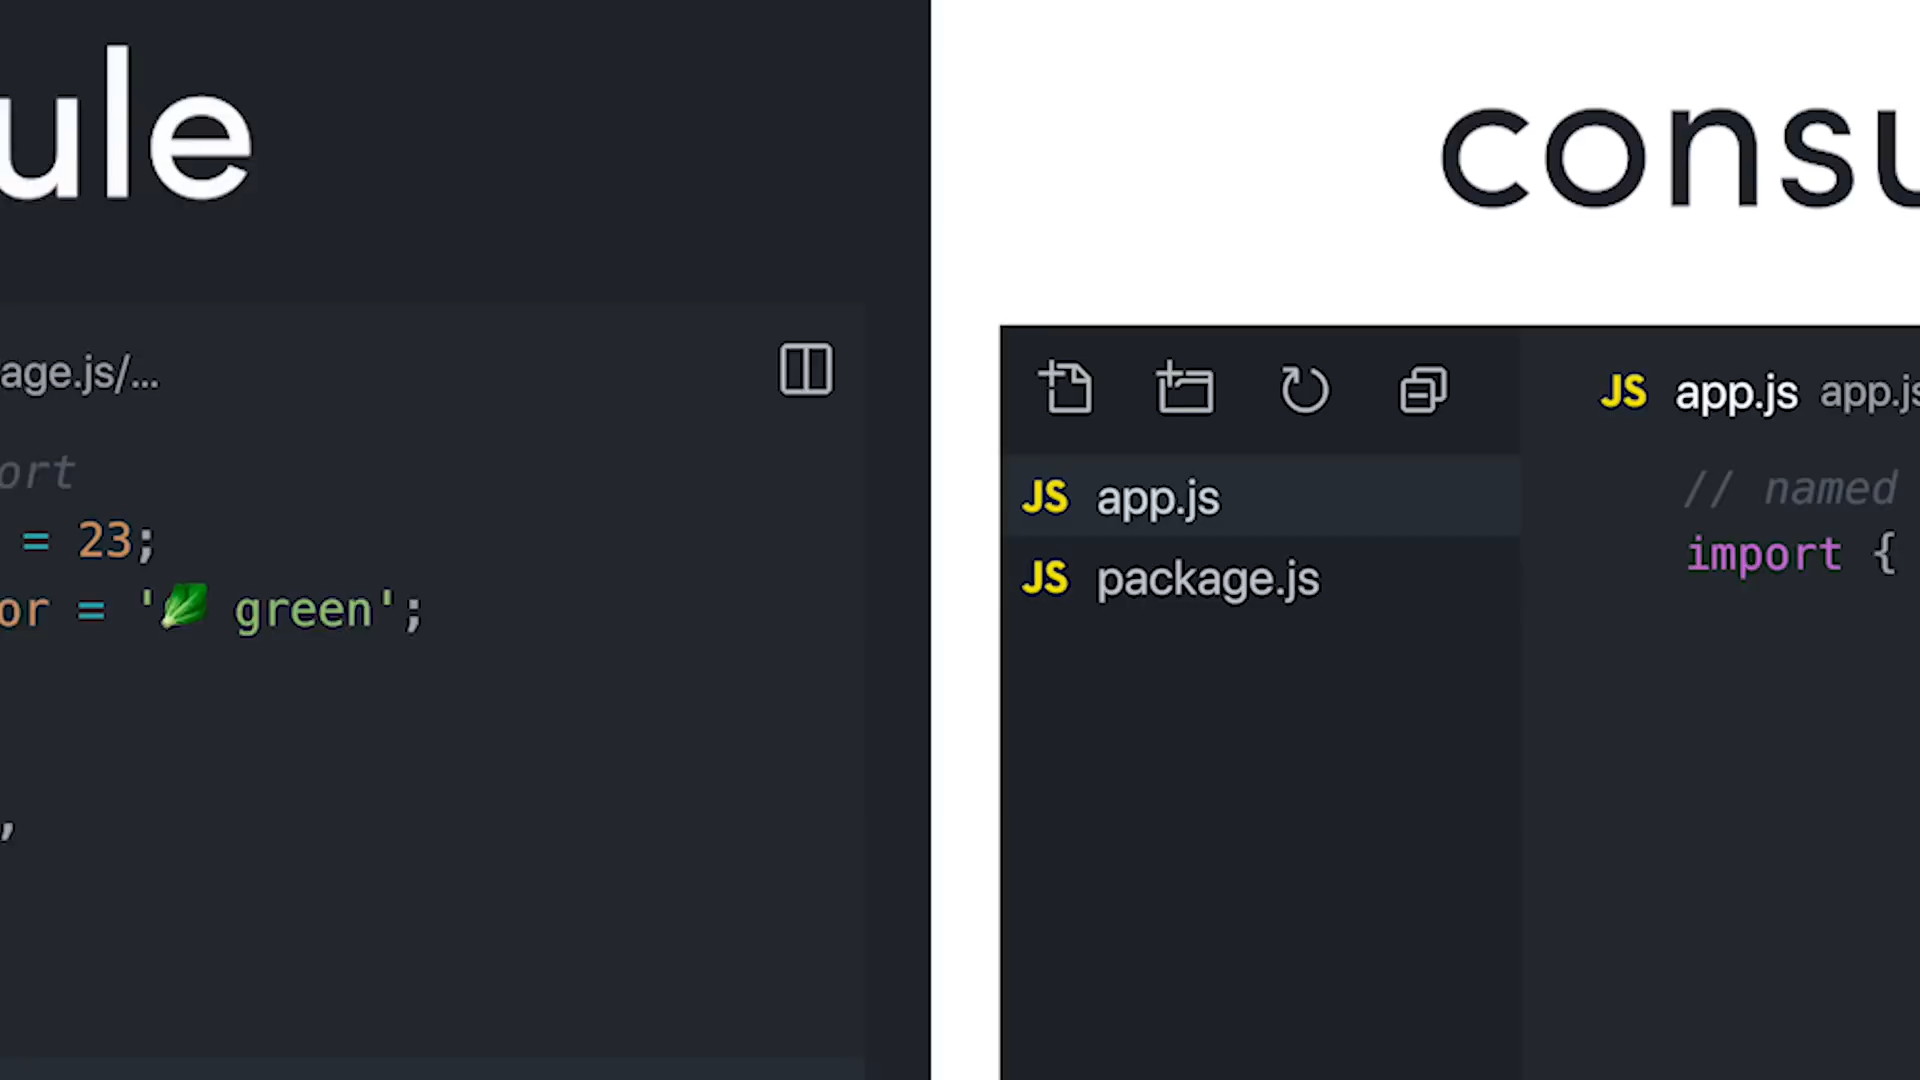 ule
age.js/...
ort
= 23;
or = '🥬 green';
,
consu
JS app.js app.js
JS app.js
JS package.js
// named
import {